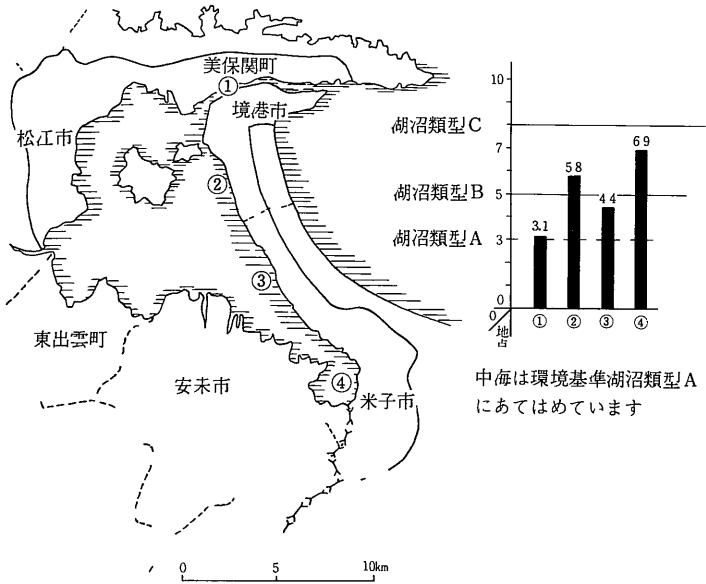 美保関町
①
境港市
松江市
②
③
東出雲町
安来市
④
米子市
0 5 10km
10
湖沼類型C
7
湖沼類型B
5
湖沼類型A
3
0
0
3.1
5 8
4 4
6 9
① ② ③ ④
地点
中海は環境基準湖沼類型A
にあてはめています